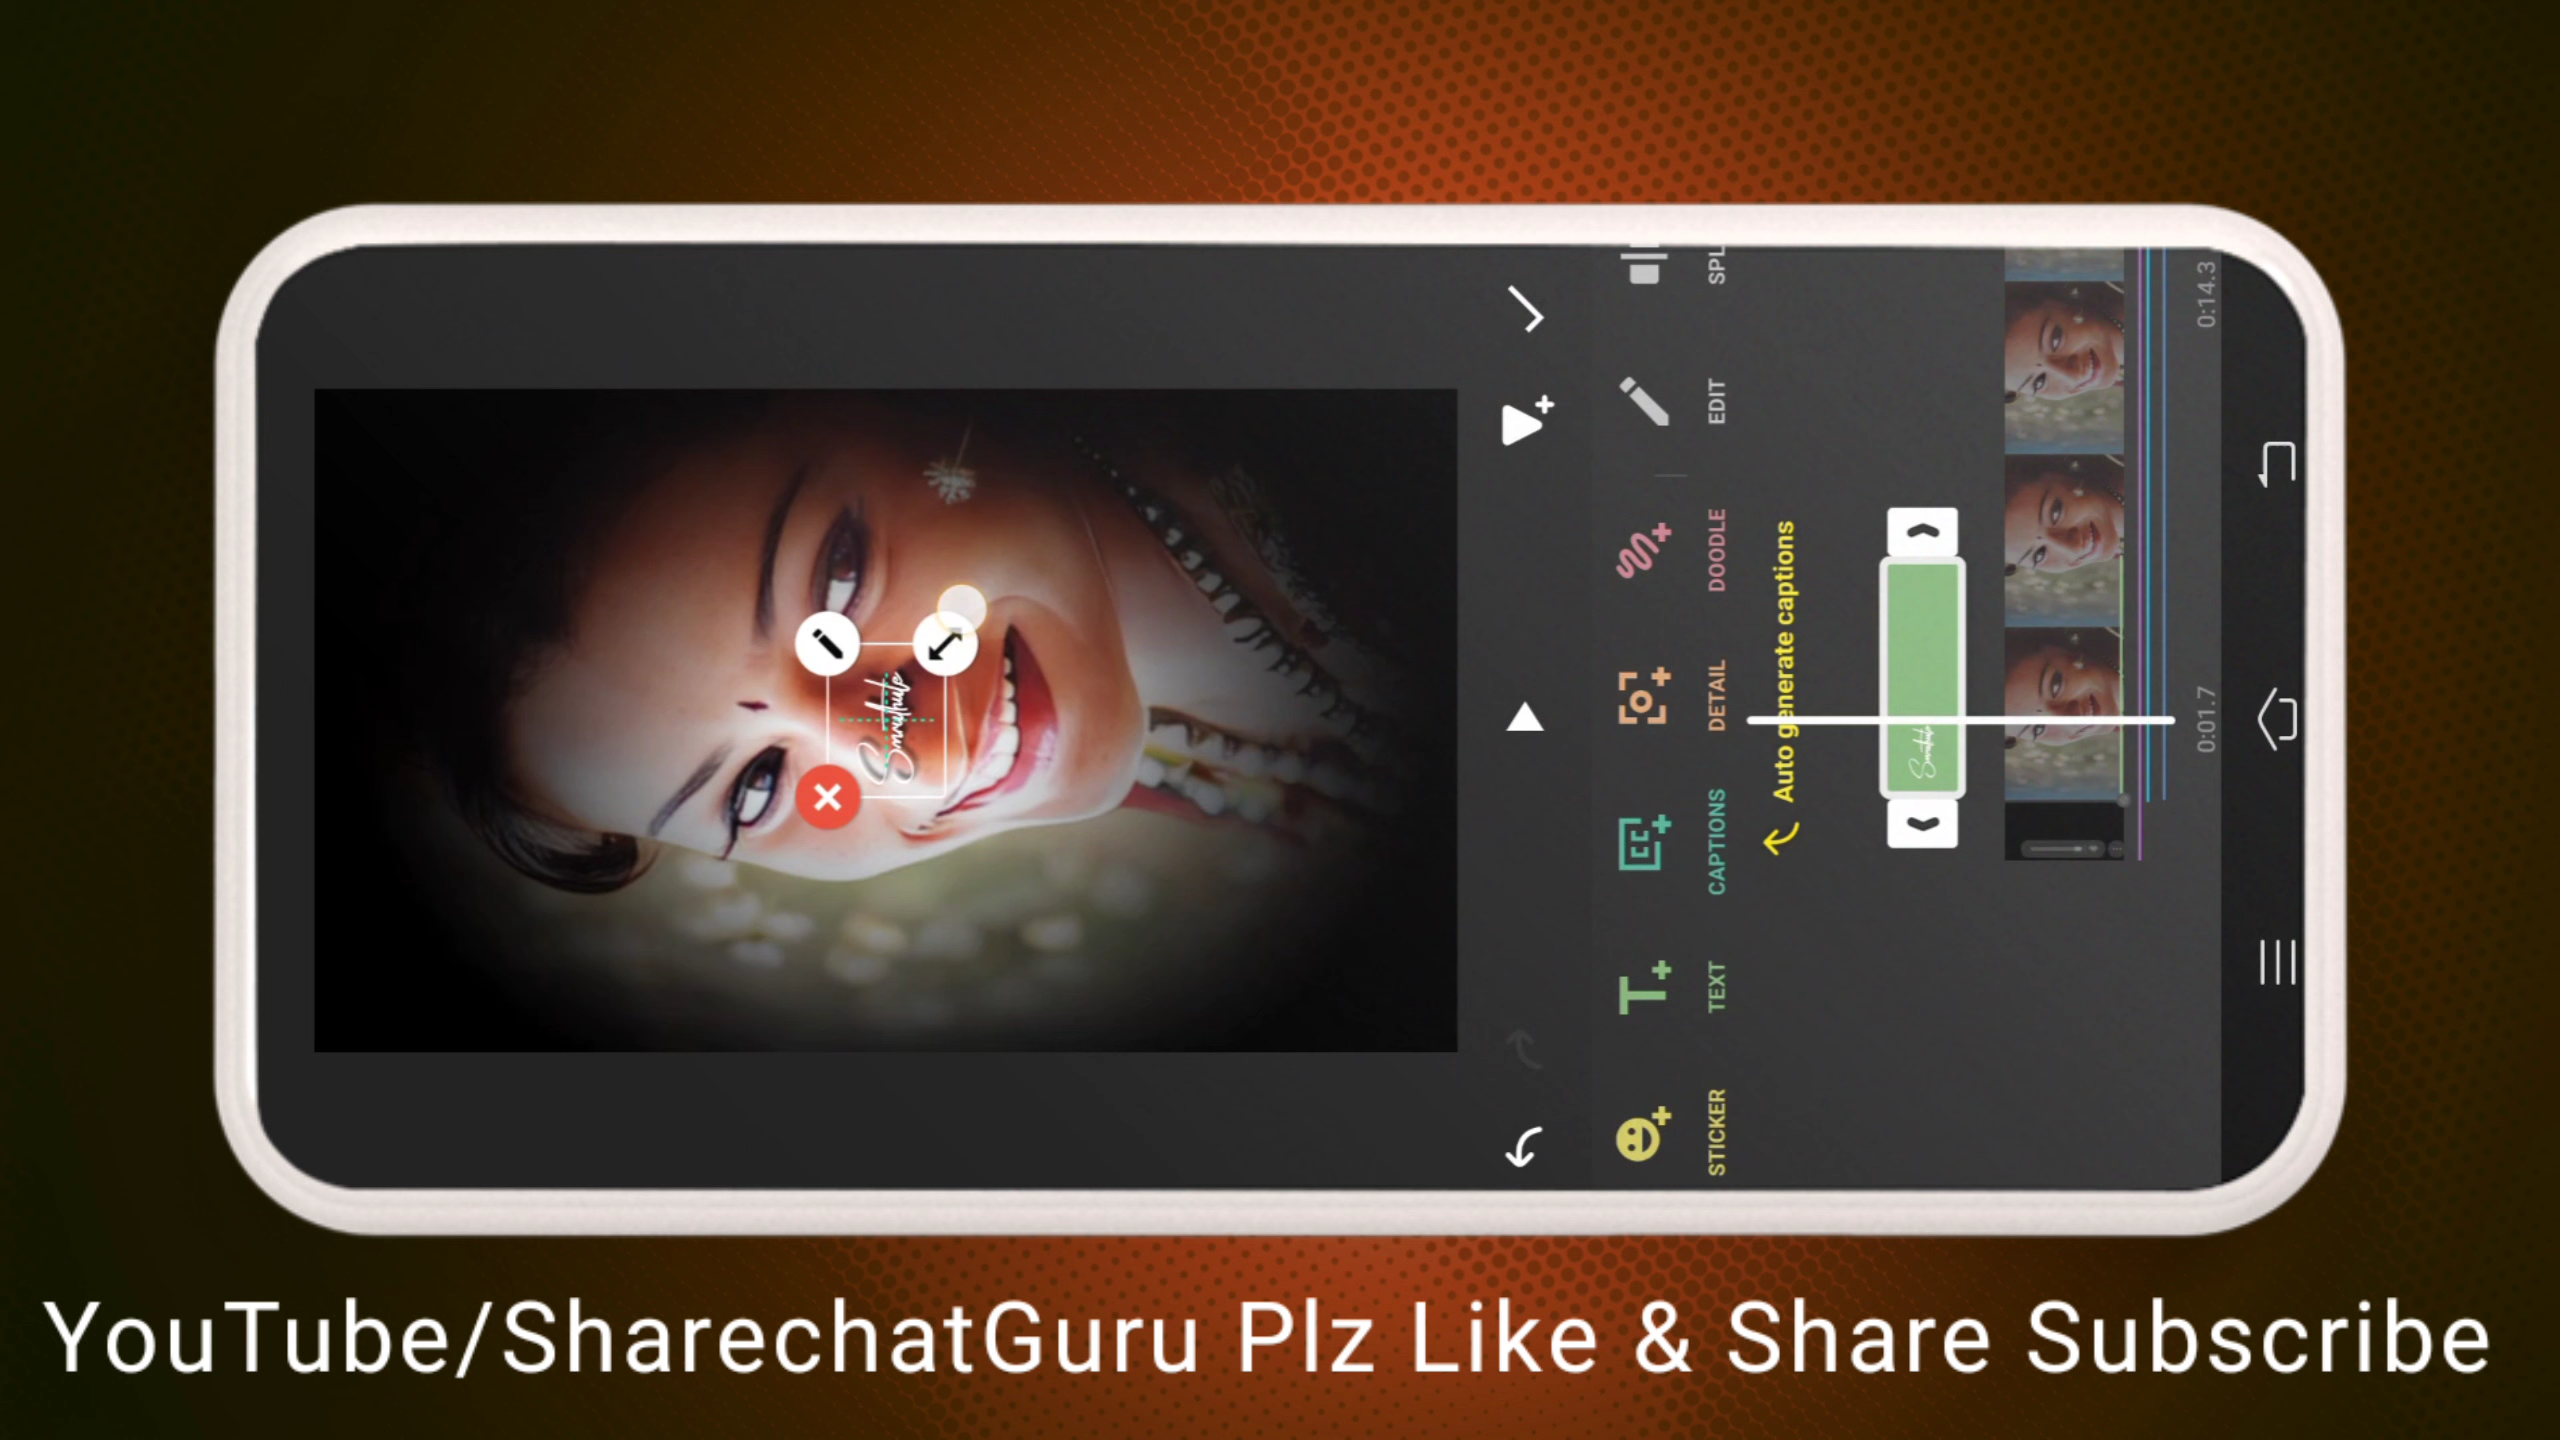 SPL
EDIT
DOODLE
DETAIL
CAPTIONS
TEXT
STICKER
Auto generate captions
0:14.3
0:01.7
YouTube/SharechatGuru Plz Like & Share Subscribe